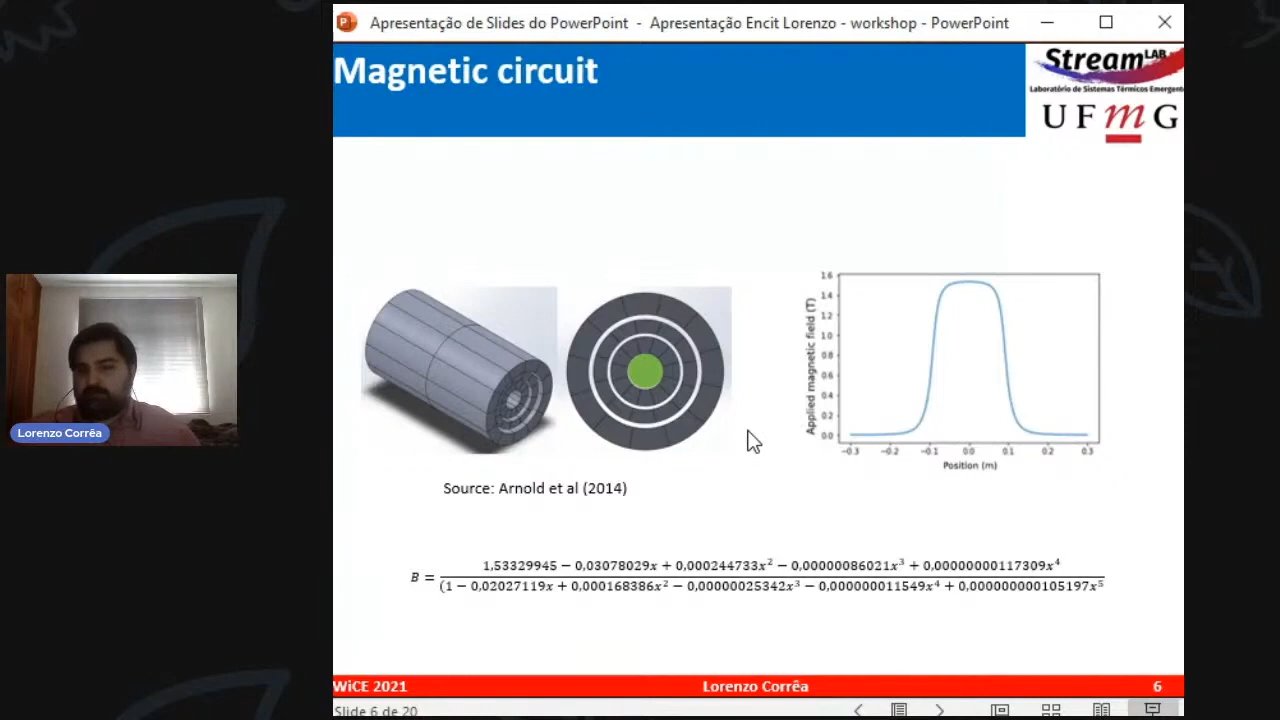 Apresentação de Slides do PowerPoint - Apresentação Encit Lorenzo - workshop - PowerPoint
Magnetic circuit
StreamLAB
Laboratório de Sistemas Térmicos Emergent
UFmG
1.6
1.4
1.2
1.0
0.8
0.6
0.4
0.2
0.0
Applied magnetic field (T)
−0.3 −0.2 −0.1 0.0 0.1 0.2 0.3
Position (m)
Lorenzo Corrêa
Source: Arnold et al (2014)
B = 
1,53329945 − 0,03078029x + 0,000244733x² − 0,00000086021x³ + 0,00000000117309x⁴
(1 − 0,02027119x + 0,000168386x² − 0,00000025342x³ − 0,000000011549x⁴ + 0,000000000105197x⁵
WiCE 2021 Lorenzo Corrêa 6
Slide 6 de 20